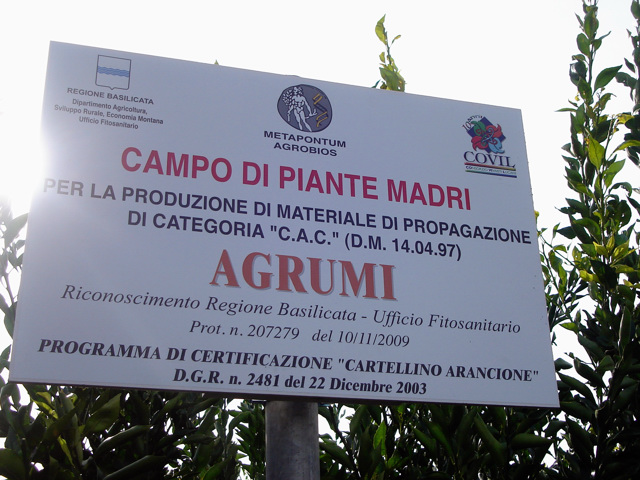 REGIONE BASILICATA
Dipartimento Agricoltura,
Sviluppo Rurale, Economia Montana
Ufficio Fitosanitario
METAPONTUM
AGROBIOS
COVIL
CAMPO DI PIANTE MADRI
PER LA PRODUZIONE DI MATERIALE DI PROPAGAZIONE
DI CATEGORIA "C.A.C." (D.M. 14.04.97)
AGRUMI
Riconoscimento Regione Basilicata - Ufficio Fitosanitario
Prot. n. 207279 del 10/11/2009
PROGRAMMA DI CERTIFICAZIONE "CARTELLINO ARANCIONE"
D.G.R. n. 2481 del 22 Dicembre 2003